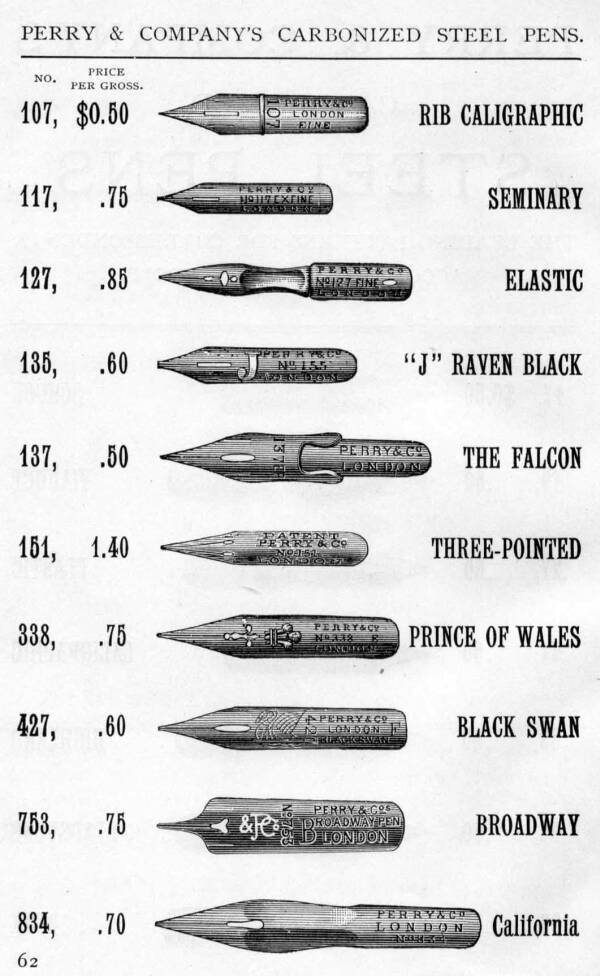 PERRY & COMPANY'S CARBONIZED STEEL PENS.
NO. PRICE PER GROSS.
107, $0.50 RIB CALIGRAPHIC
107
PERRY & Co
LONDON
FINE
117, .75 SEMINARY
PERRY & Co
No 117 EX FINE
LONDON
127, .85 ELASTIC
PERRY & Co
No 127 FINE
LONDON
135, .60 "J" RAVEN BLACK
PERRY & Co
No 135
LONDON
137, .50 THE FALCON
137
PERRY & Co
LONDON
151, 1.40 THREE-POINTED
PATENT
PERRY & Co
No 151
LONDON
338, .75 PRINCE OF WALES
PERRY & Co
No 338 F
LONDON
427, .60 BLACK SWAN
427
PERRY & Co
LONDON F
BLACK SWAN
753, .75 BROADWAY
& Co
No 753
PERRY & Cos
BROADWAY PEN
B LONDON
834, .70 California
PERRY & Co
LONDON
62